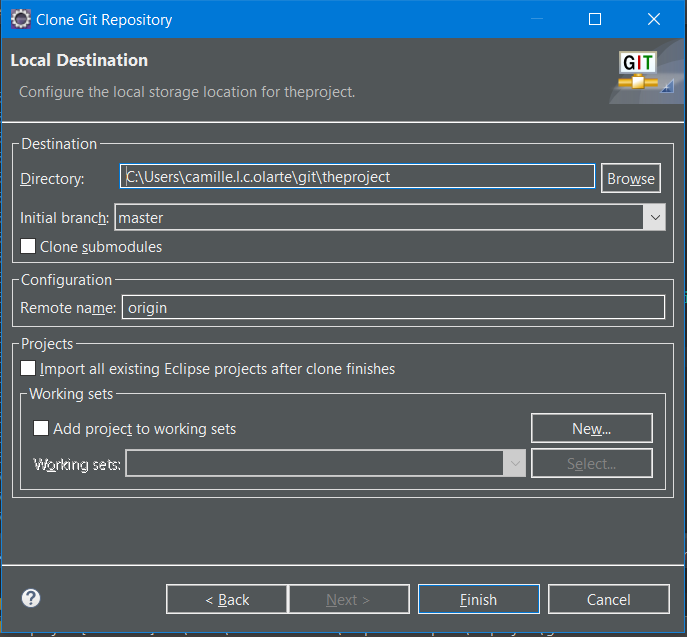 Clone Git Repository
Local Destination
GIT
Configure the local storage location for theproject.
Destination
Directory: C:\Users\camille.l.c.olarte\git\theproject Browse
Initial branch: master
Clone submodules
Configuration
Remote name: origin
Projects
Import all existing Eclipse projects after clone finishes
Working sets
Add project to working sets New...
Working sets: Select...
? < Back Next > Finish Cancel